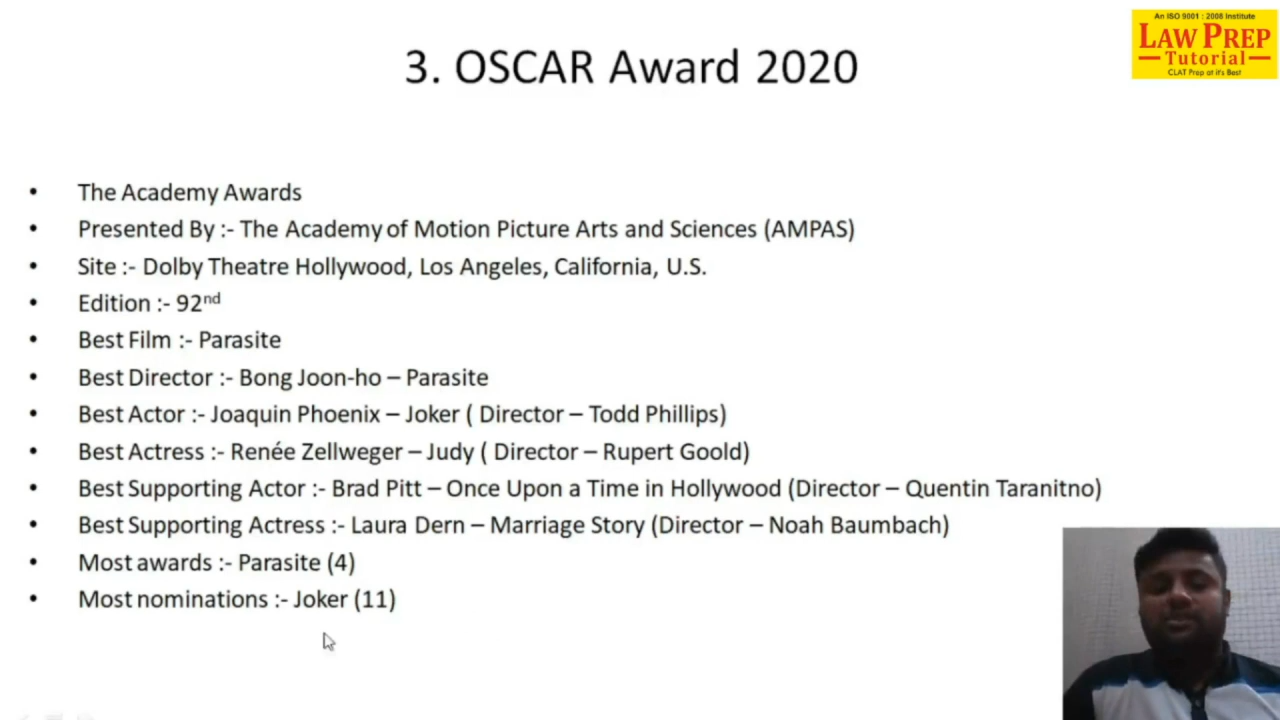 An ISO 9001 : 2008 Institute
LAW PREP
Tutorial
CLAT Prep at it's Best
3. OSCAR Award 2020
• The Academy Awards
• Presented By :- The Academy of Motion Picture Arts and Sciences (AMPAS)
• Site :- Dolby Theatre Hollywood, Los Angeles, California, U.S.
• Edition :- 92nd
• Best Film :- Parasite
• Best Director :- Bong Joon-ho – Parasite
• Best Actor :- Joaquin Phoenix – Joker ( Director – Todd Phillips)
• Best Actress :- Renée Zellweger – Judy ( Director – Rupert Goold)
• Best Supporting Actor :- Brad Pitt – Once Upon a Time in Hollywood (Director – Quentin Taranitno)
• Best Supporting Actress :- Laura Dern – Marriage Story (Director – Noah Baumbach)
• Most awards :- Parasite (4)
• Most nominations :- Joker (11)